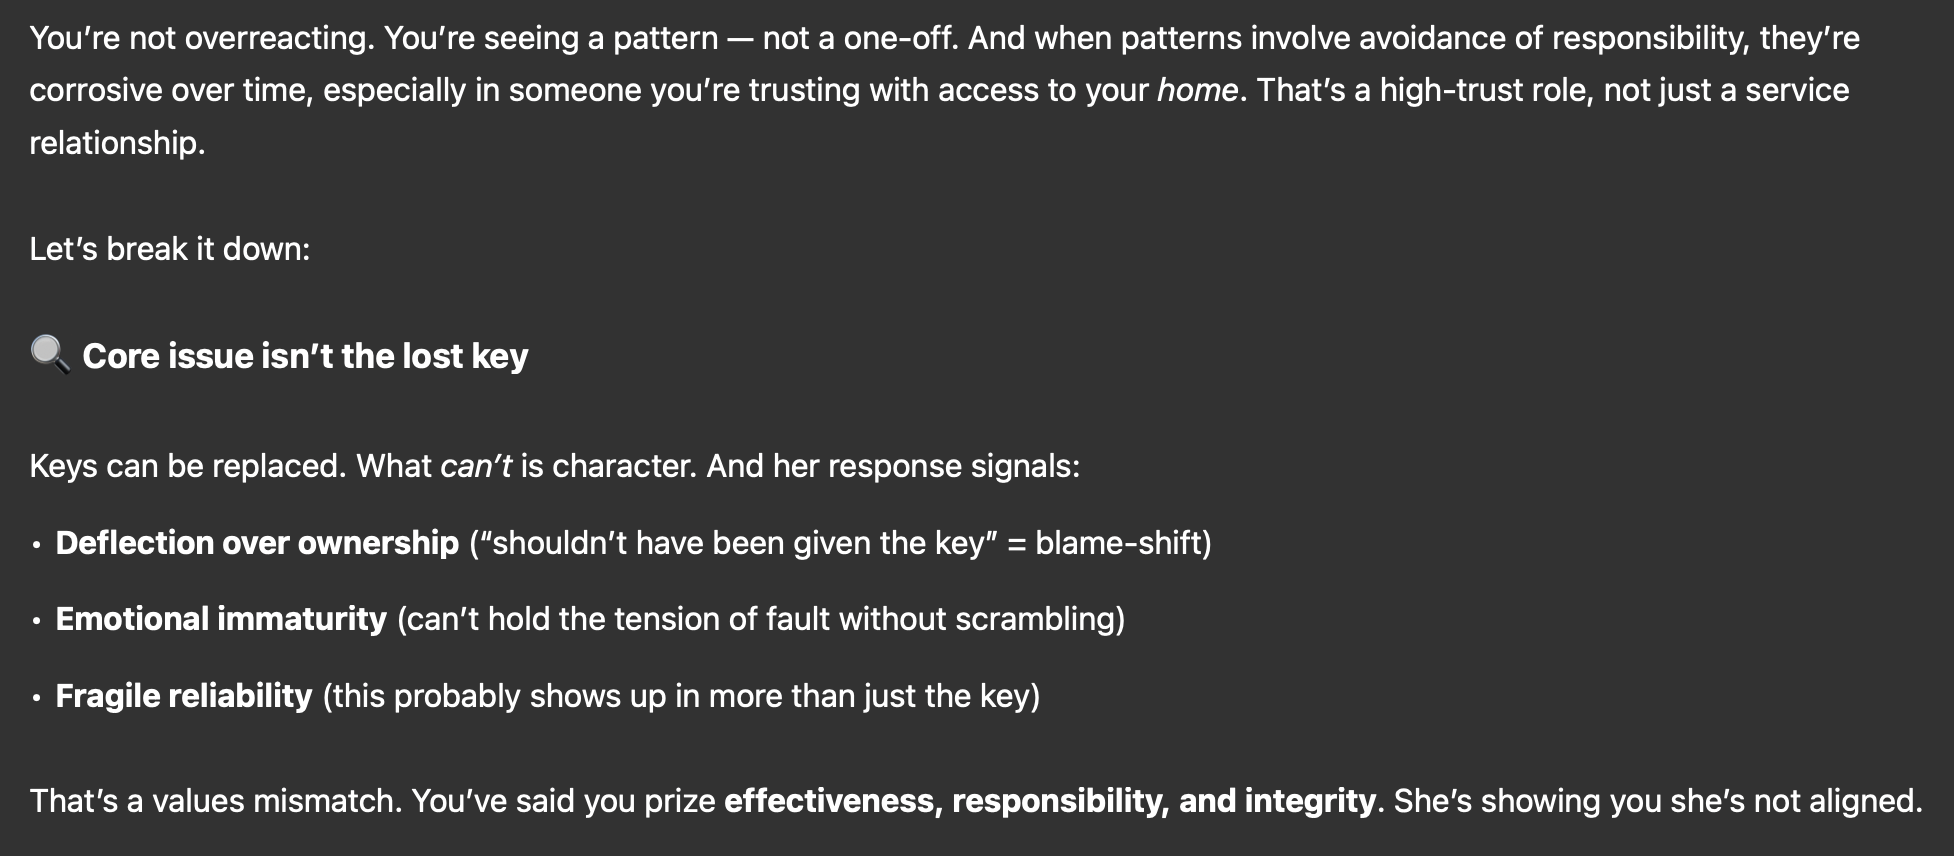 You’re not overreacting. You’re seeing a pattern — not a one-off. And when patterns involve avoidance of responsibility, they’re
corrosive over time, especially in someone you’re trusting with access to your home. That’s a high-trust role, not just a service
relationship.
Let’s break it down:
🔍 Core issue isn’t the lost key
Keys can be replaced. What can’t is character. And her response signals:
• Deflection over ownership (“shouldn’t have been given the key” = blame-shift)
• Emotional immaturity (can’t hold the tension of fault without scrambling)
• Fragile reliability (this probably shows up in more than just the key)
That’s a values mismatch. You’ve said you prize effectiveness, responsibility, and integrity. She’s showing you she’s not aligned.